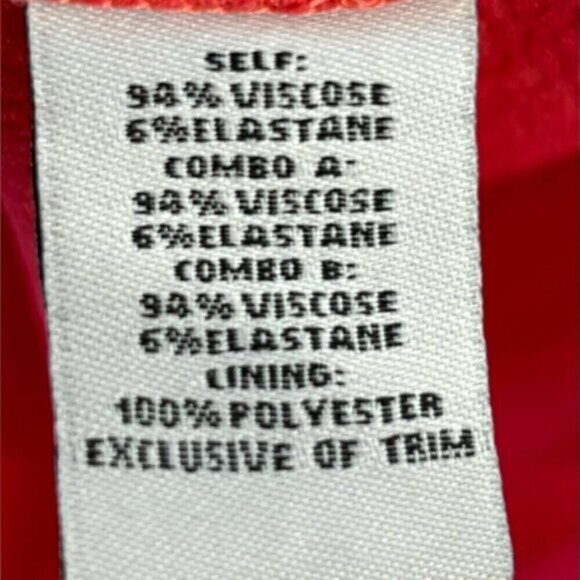 SELF:
94% VISCOSE
6% ELASTANE
COMBO A:
94% VISCOSE
6% ELASTANE
COMBO B:
94% VISCOSE
6% ELASTANE
LINING:
100% POLYESTER
EXCLUSIVE OF TRIM